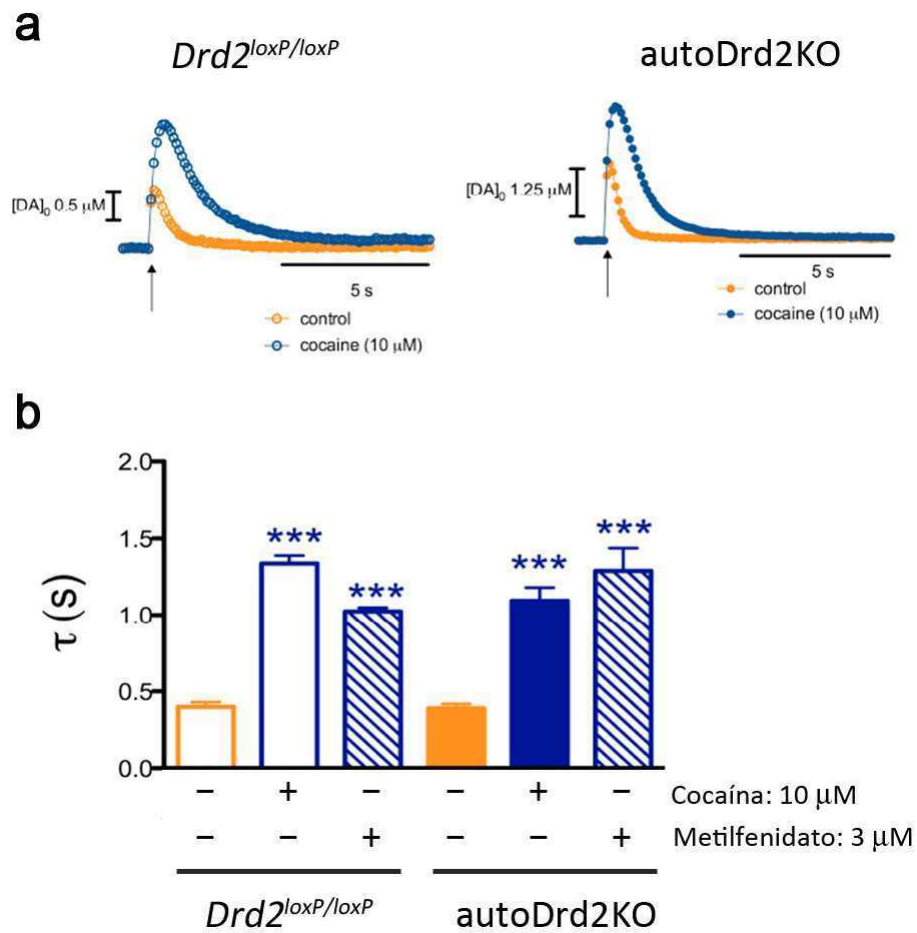 a
Drd2loxP/loxP
autoDrd2KO
[DA]0 0.5 μM
[DA]0 1.25 μM
5 s
5 s
control
cocaine (10 μM)
control
cocaine (10 μM)
b
2.0
1.5
1.0
0.5
0.0
τ (s)
***
***
***
***
− + − − + − Cocaína: 10 μM
− − + − − + Metilfenidato: 3 μM
Drd2loxP/loxP
autoDrd2KO